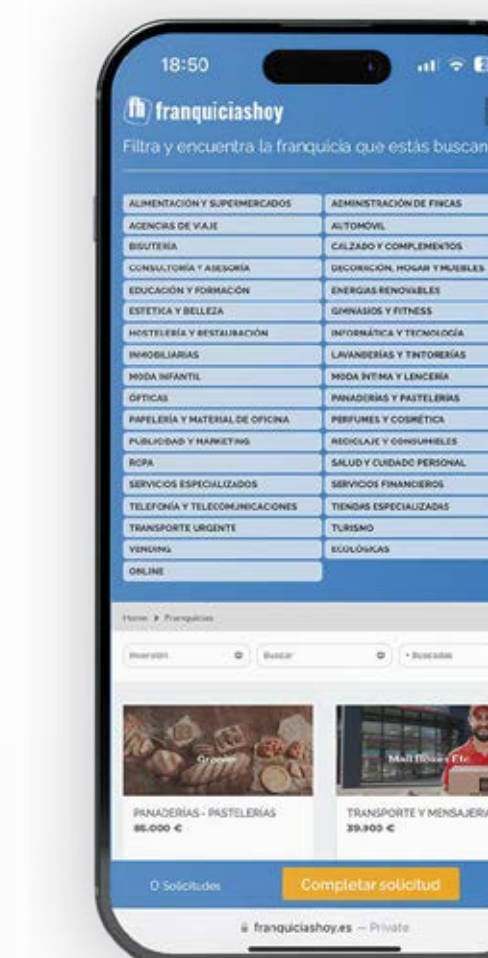 18:50
fh franquiciashoy
Filtra y encuentra la franquicia que estás buscan
ALIMENTACIÓN Y SUPERMERCADOS
ADMINISTRACIÓN DE FINCAS
AGENCIAS DE VIAJE
AUTOMÓVIL
BISUTERÍA
CALZADO Y COMPLEMENTOS
CONSULTORÍA Y ASESORÍA
DECORACIÓN, HOGAR Y MUEBLES
EDUCACIÓN Y FORMACIÓN
ENERGIAS RENOVABLES
ESTÉTICA Y BELLEZA
GIMNASIOS Y FITNESS
HOSTELERÍA Y RESTAURACIÓN
INFORMÁTICA Y TECNOLOGÍA
INMOBILIARIAS
LAVANDERÍAS Y TINTORERÍAS
MODA INFANTIL
MODA ÍNTIMA Y LENCERÍA
ÓPTICAS
PANADERÍAS Y PASTELERÍAS
PAPELERÍA Y MATERIAL DE OFICINA
PERFUMES Y COSMÉTICA
PUBLICIDAD Y MARKETING
RECICLAJE Y CONSUMIBLES
ROPA
SALUD Y CUIDADO PERSONAL
SERVICIOS ESPECIALIZADOS
SERVICIOS FINANCIEROS
TELEFONÍA Y TELECOMUNICACIONES
TIENDAS ESPECIALIZADAS
TRANSPORTE URGENTE
TURISMO
VENDING
ECOLÓGICAS
ONLINE
Home > Franquicias
Inversión
Buscar
+ Buscadas
Mail Boxes Etc
PANADERÍAS - PASTELERÍAS
TRANSPORTE Y MENSAJERIA
39.900 €
0 Solicitudes
Completar solicitud
franquiciashoy.es — Private